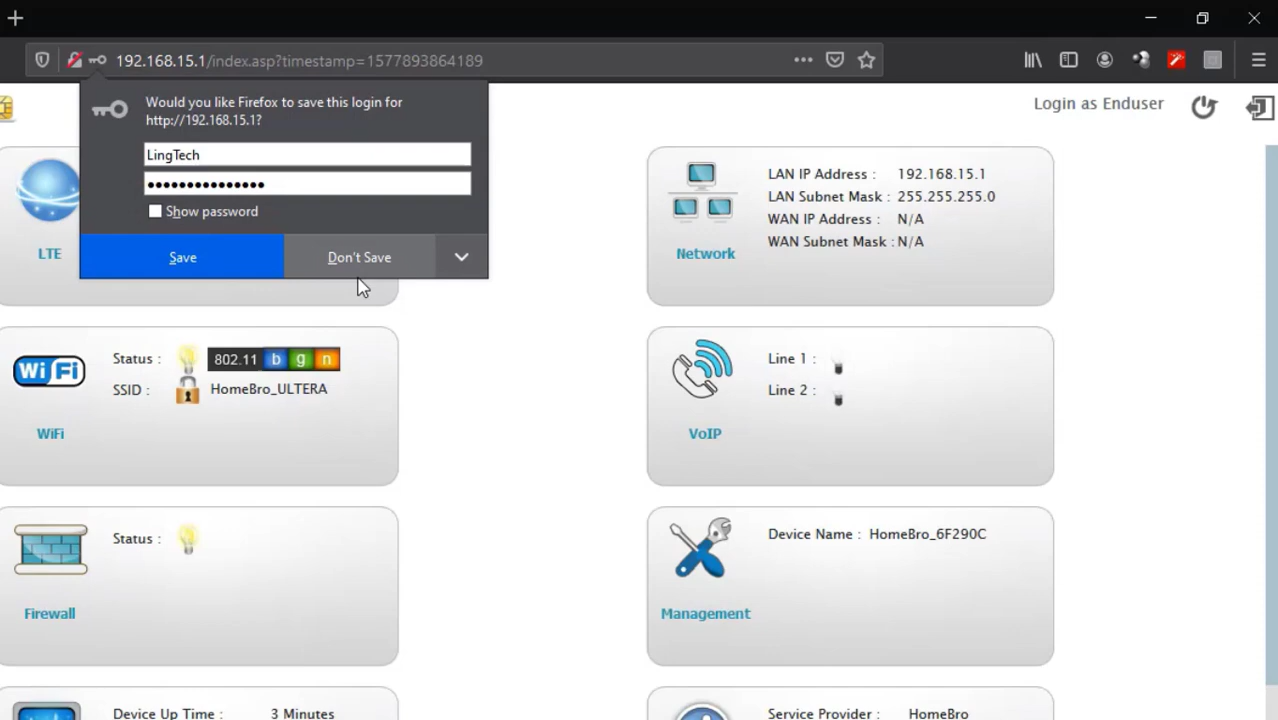 192.168.15.1/index.asp?timestamp=1577893864189
Would you like Firefox to save this login for
http://192.168.15.1?
LingTech
•••••••••••••••
Show password
Save
Don't Save
Login as Enduser
LTE
LAN IP Address : 192.168.15.1
LAN Subnet Mask : 255.255.255.0
WAN IP Address : N/A
WAN Subnet Mask : N/A
Network
WiFi
Status : 802.11 b g n
SSID : HomeBro_ULTERA
WiFi
Line 1 :
Line 2 :
VoIP
Status :
Firewall
Device Name : HomeBro_6F290C
Management
Device Up Time : 3 Minutes
Service Provider : HomeBro